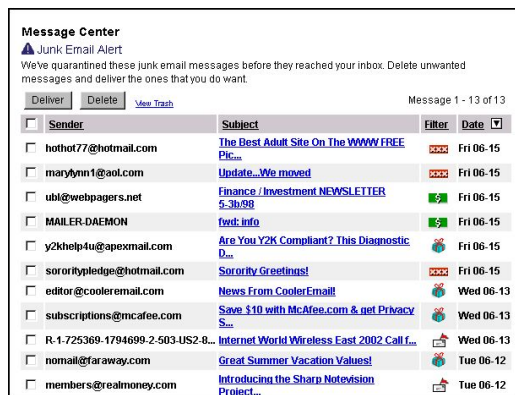 Message Center
Junk Email Alert
We've quarantined these junk email messages before they reached your inbox. Delete unwanted
messages and deliver the ones that you do want.
Deliver Delete View Trash Message 1 - 13 of 13
Sender Subject Filter Date
hothot77@hotmail.com The Best Adult Site On The WWW FREE Pic... XXX Fri 06-15
marylynn1@aol.com Update...We moved XXX Fri 06-15
ubl@webpagers.net Finance / Investment NEWSLETTER 5-3b/98 $ Fri 06-15
MAILER-DAEMON fwd: info $ Fri 06-15
y2khelp4u@apexmail.com Are You Y2K Compliant? This Diagnostic D... Fri 06-15
sororitypledge@hotmail.com Sorority Greetings! XXX Fri 06-15
editor@cooleremail.com News From CoolerEmail! Wed 06-13
subscriptions@mcafee.com Save $10 with McAfee.com & get Privacy S... Wed 06-13
R-1-725369-1794699-2-503-US2-8... Internet World Wireless East 2002 Call f... Wed 06-13
nomail@faraway.com Great Summer Vacation Values! Tue 06-12
members@realmoney.com Introducing the Sharp Notevision Project... Tue 06-12